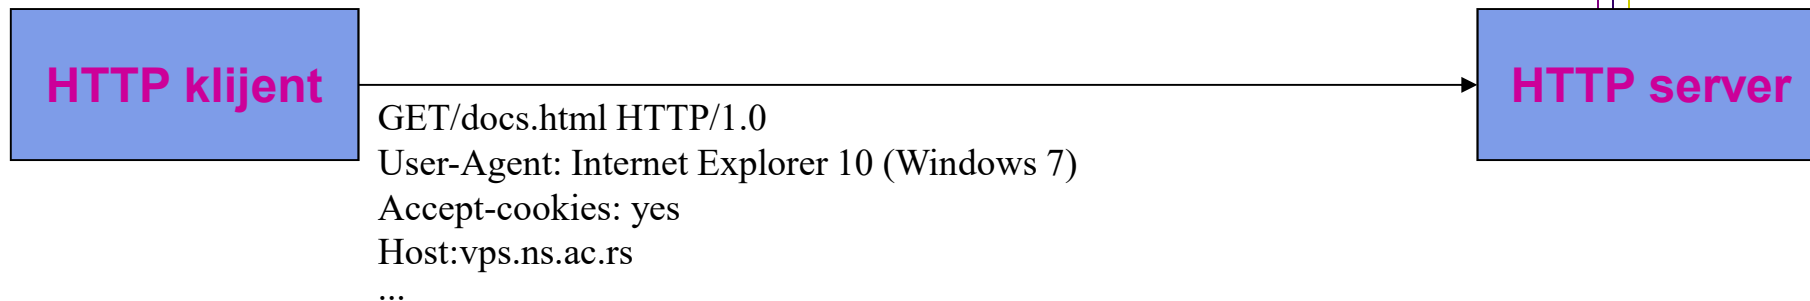 HTTP klijent
HTTP server
GET/docs.html HTTP/1.0
User-Agent: Internet Explorer 10 (Windows 7)
Accept-cookies: yes
Host:vps.ns.ac.rs
...